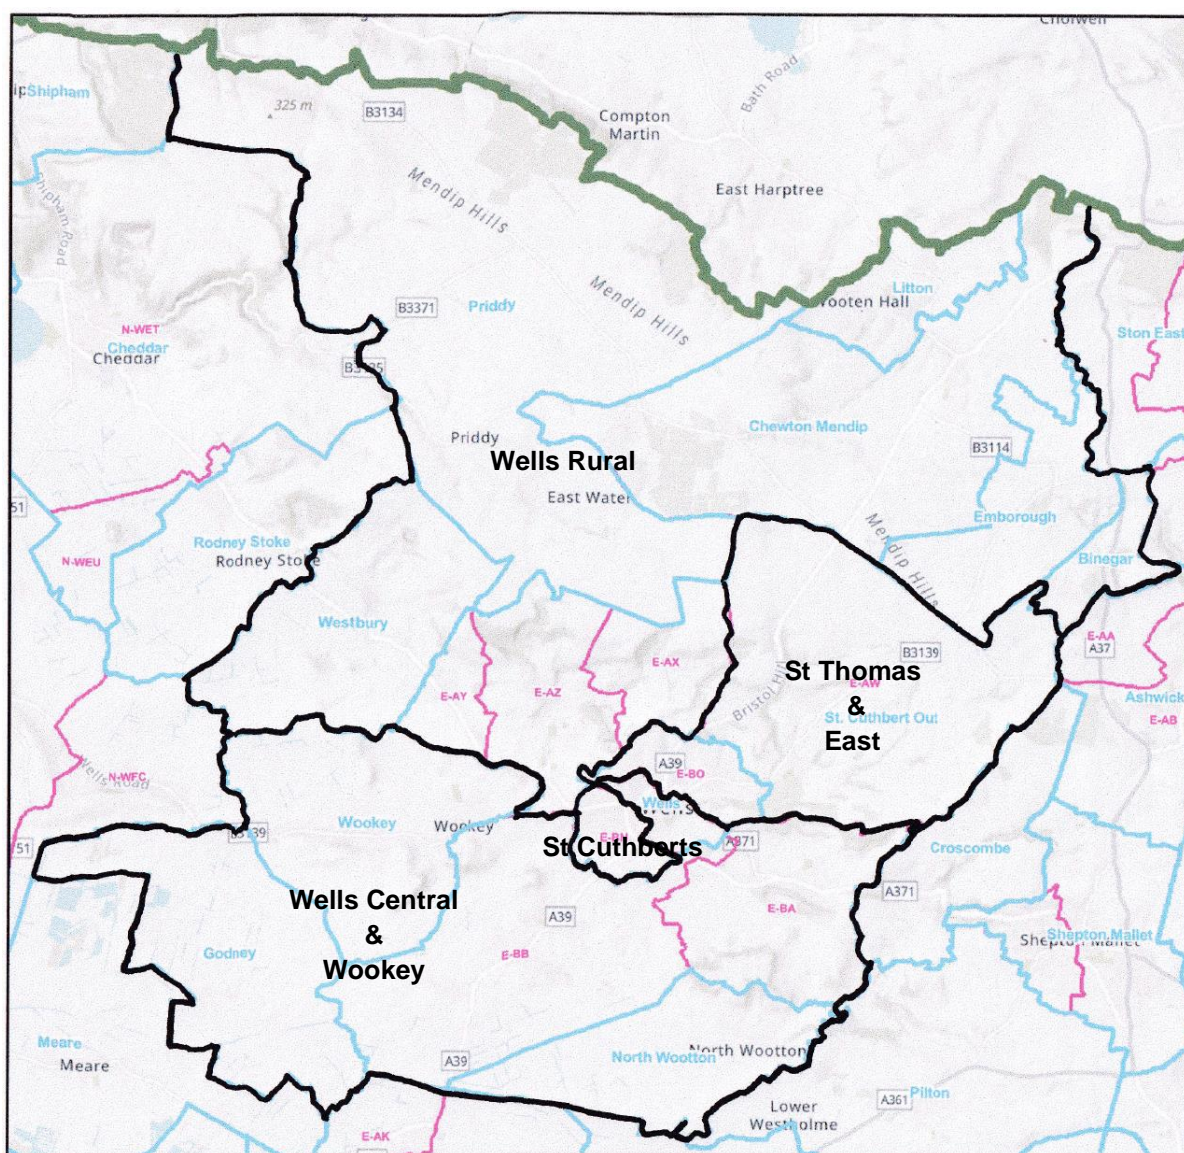 Shipham
325 m
B3134
Compton
Martin
Bath Road
East Harptree
Mendip Hills
Shipham Road
B3371
Priddy
Mendip Hills
Litton
N-WET
Cheddar
Cheddar
Ston East
Priddy
Chewton Mendip
B3114
Wells Rural
East Water
51
Emborough
Mendip Hills
Rodney Stoke
Rodney Stoke
N-WEU
Binegar
Westbury
E-AA
A37
B3139
E-AX
St Thomas
&
East
E-AW
E-AY
E-AZ
Bristol Hill
St. Cuthbert Out
Ashwick
E-AB
N-WFC
Wells Road
A39
E-BO
Wells
Wookey
Wookey
51
St Cuthberts
Croscombe
Wells Central
&
Wookey
A371
A39
E-BA
Shepton Mallet
Godney
E-BB
Meare
Meare
A39
North Wootton
North Wootton
A361
Pilton
Lower
Westholme
E-AK